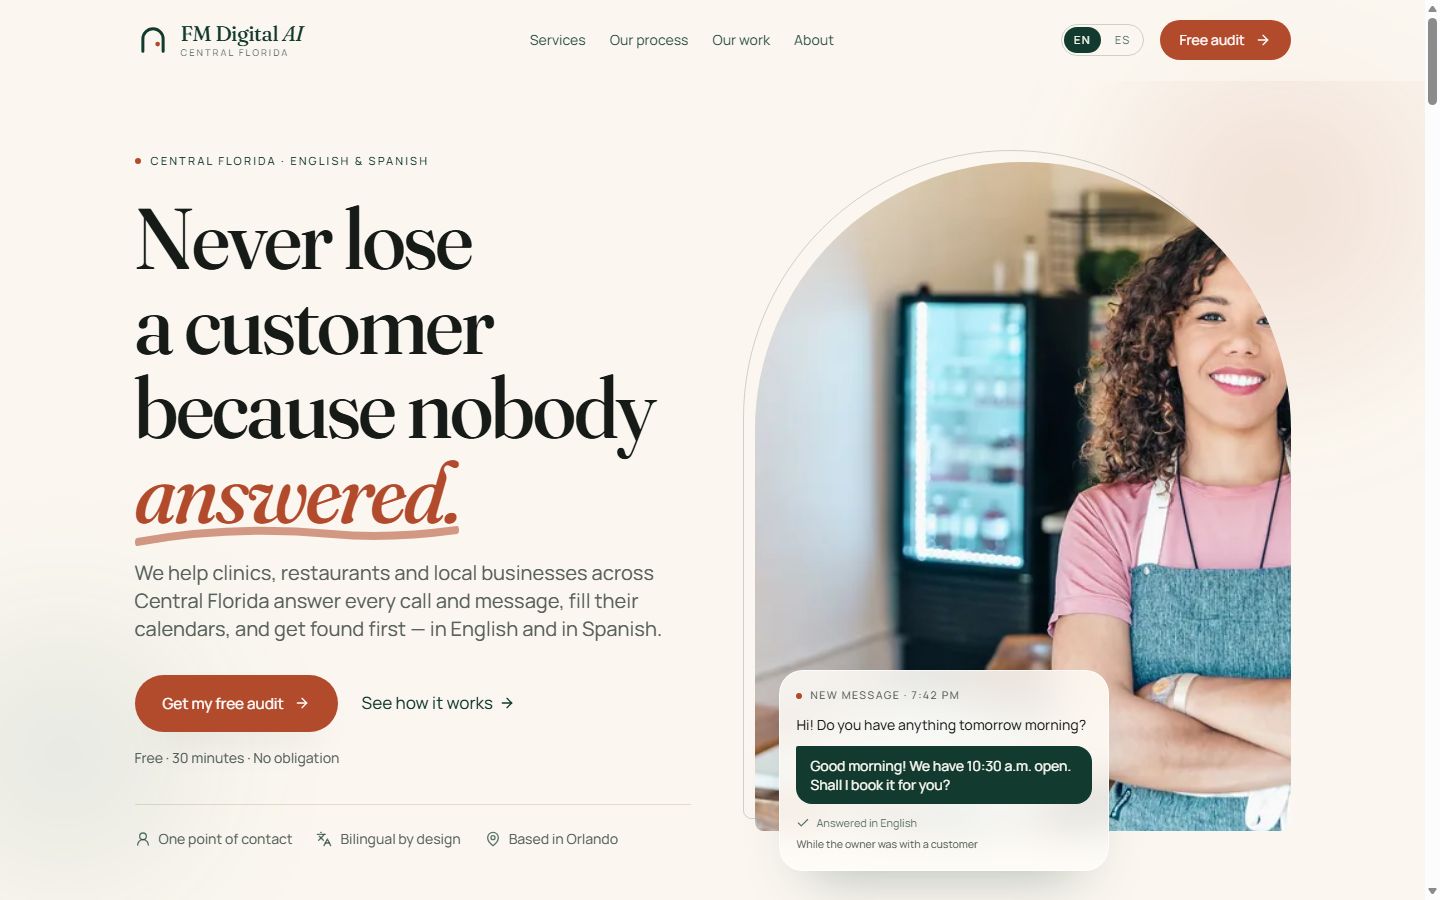 FM Digital AI
CENTRAL FLORIDA
Services
Our process
Our work
About
EN
ES
Free audit
CENTRAL FLORIDA · ENGLISH & SPANISH
Never lose
a customer
because nobody
answered.
We help clinics, restaurants and local businesses across
Central Florida answer every call and message, fill their
calendars, and get found first — in English and in Spanish.
Get my free audit
See how it works
Free · 30 minutes · No obligation
One point of contact
Bilingual by design
Based in Orlando
NEW MESSAGE · 7:42 PM
Hi! Do you have anything tomorrow morning?
Good morning! We have 10:30 a.m. open.
Shall I book it for you?
Answered in English
While the owner was with a customer